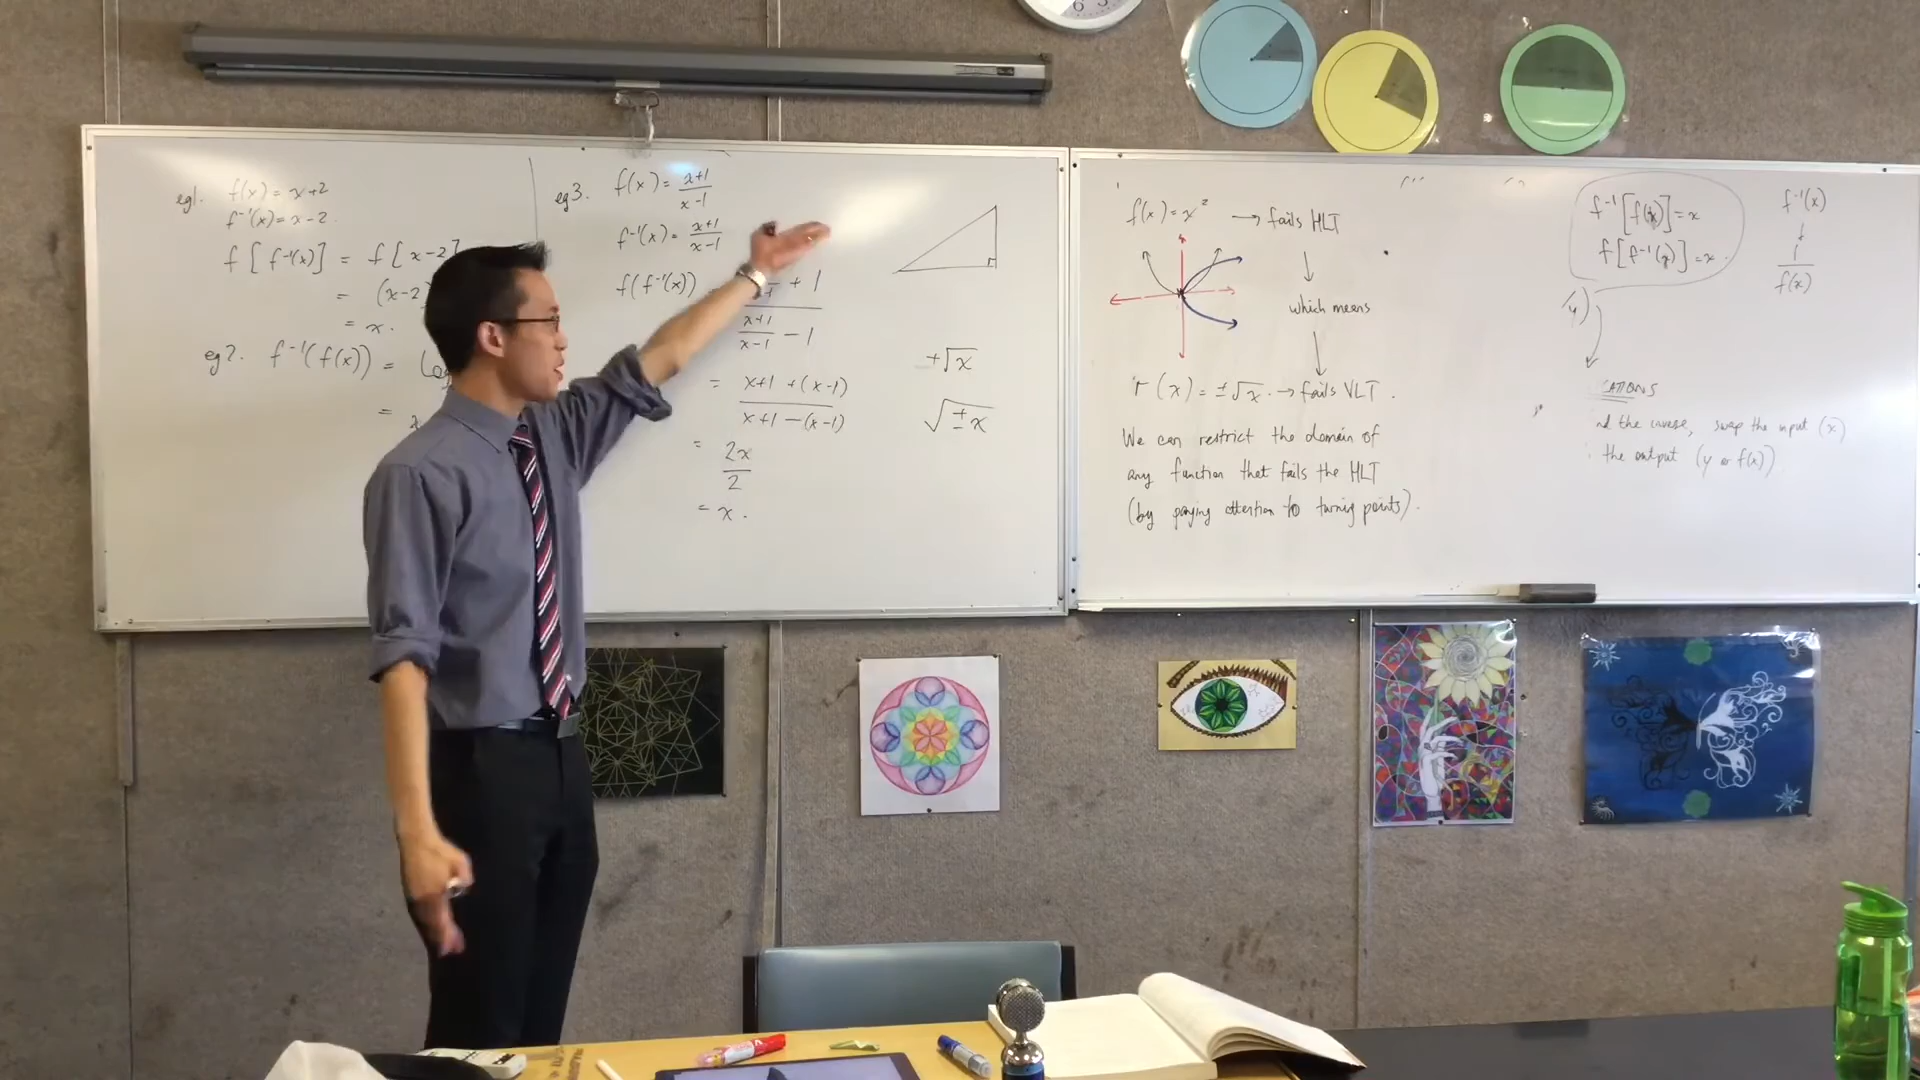 eg1. f(x) = x+2
f⁻¹(x) = x-2.
f[f⁻¹(x)] = f[x-2]
= (x-2)
= x.
eg2. f⁻¹(f(x)) =
=
eg3. f(x) = (x+1)/(x-1)
f⁻¹(x) = (x+1)/(x-1)
f(f⁻¹(x))
+ 1
(x+1)/(x-1) - 1
= (x+1+(x-1))/(x+1-(x-1))
= 2x/2
= x.
+√x
√±x
f(x) = x² → fails HLT
↓
which means
↓
r(x) = ±√x. → fails VLT.
We can restrict the domain of
any function that fails the HLT
(by paying attention to turning points).
f⁻¹[f(x)] = x
f[f⁻¹(x)] = x.
(y)
f⁻¹(x)
↓
1/f(x)
the inverse, swap the input (x)
the output (y or f(x))